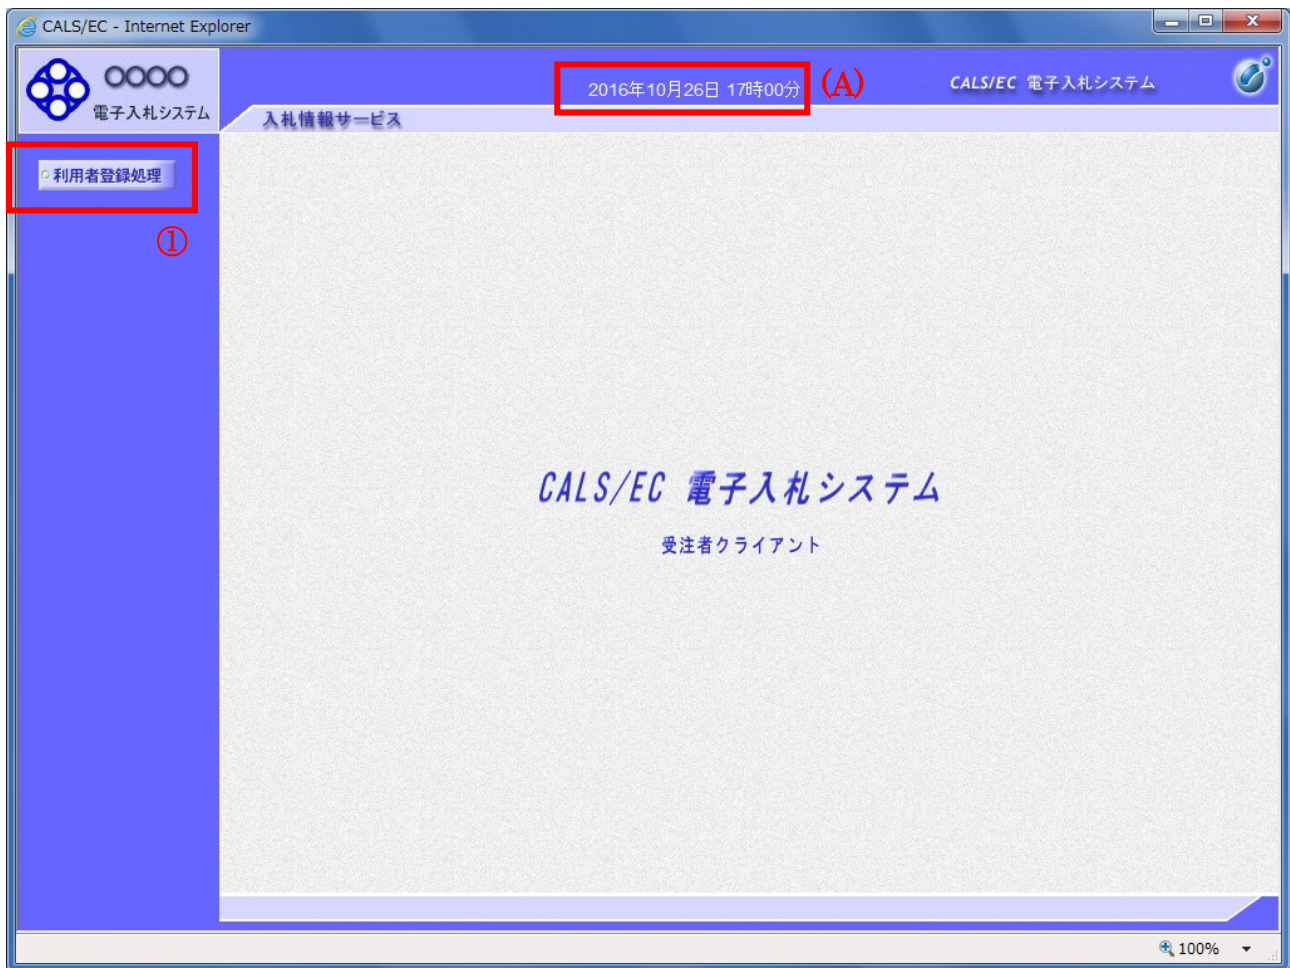 CALS/EC - Internet Explorer
〇〇〇〇
電子入札システム
2016年10月26日 17時00分
(A)
CALS/EC 電子入札システム
入札情報サービス
利用者登録処理
①
CALS/EC 電子入札システム
受注者クライアント
100%